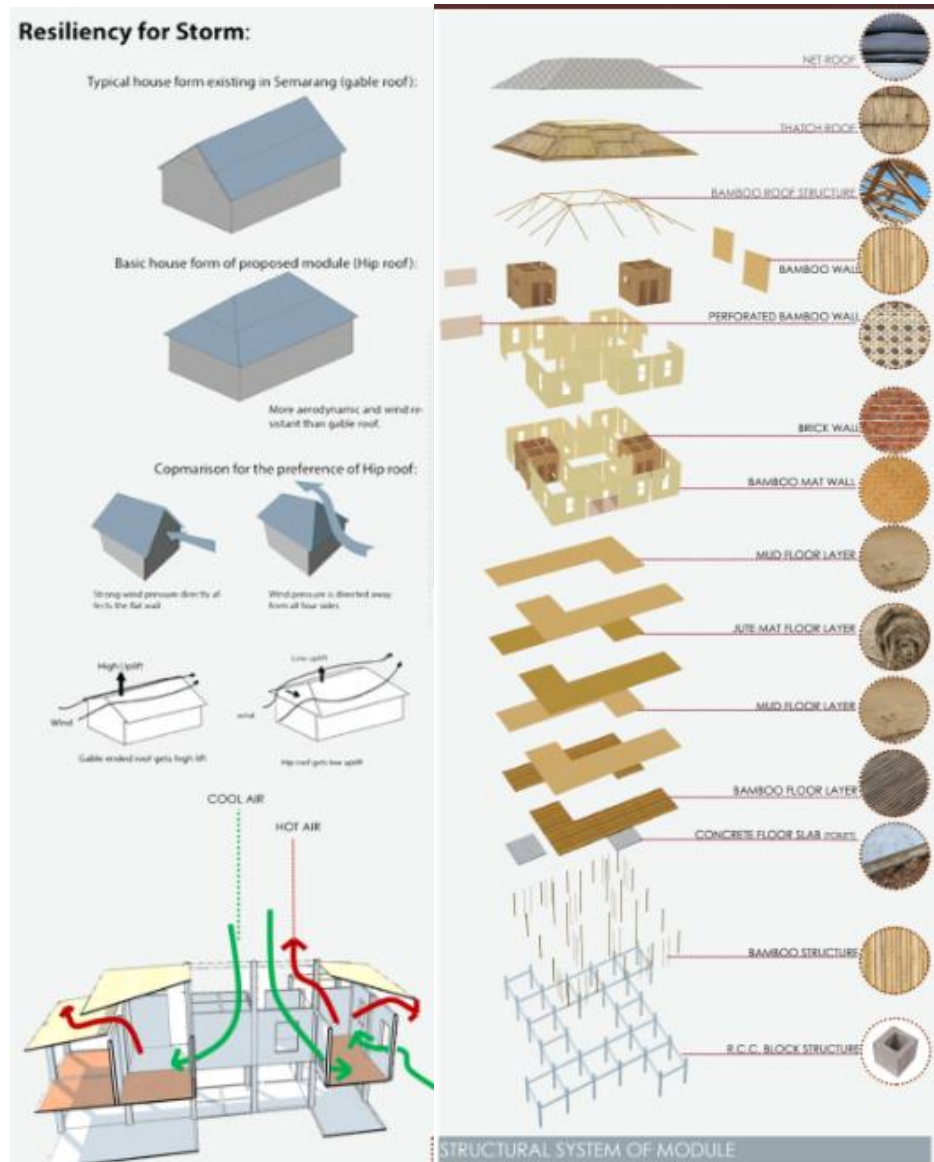 Resiliency for Storm:
Typical house form existing in Semarang (gable roof):
Basic house form of proposed module (Hip roof):
More aerodynamic and wind re-
sistant than gable roof.
Copmarison for the preference of Hip roof:
Strong wind pressure directly af-
fects the flat wall
Wind pressure is directed away
from all four sides
High Uplift
Wind
Gable ended roof gets high lift
Low uplift
wind
Hip roof gets low uplift
COOL AIR
HOT AIR
NET ROOF
THATCH ROOF
BAMBOO ROOF STRUCTURE
BAMBOO WALL
PERFORATED BAMBOO WALL
BRICK WALL
BAMBOO MAT WALL
MUD FLOOR LAYER
JUTE MAT FLOOR LAYER
MUD FLOOR LAYER
BAMBOO FLOOR LAYER
CONCRETE FLOOR SLAB (TOILET)
BAMBOO STRUCTURE
R.C.C. BLOCK STRUCTURE
STRUCTURAL SYSTEM OF MODULE